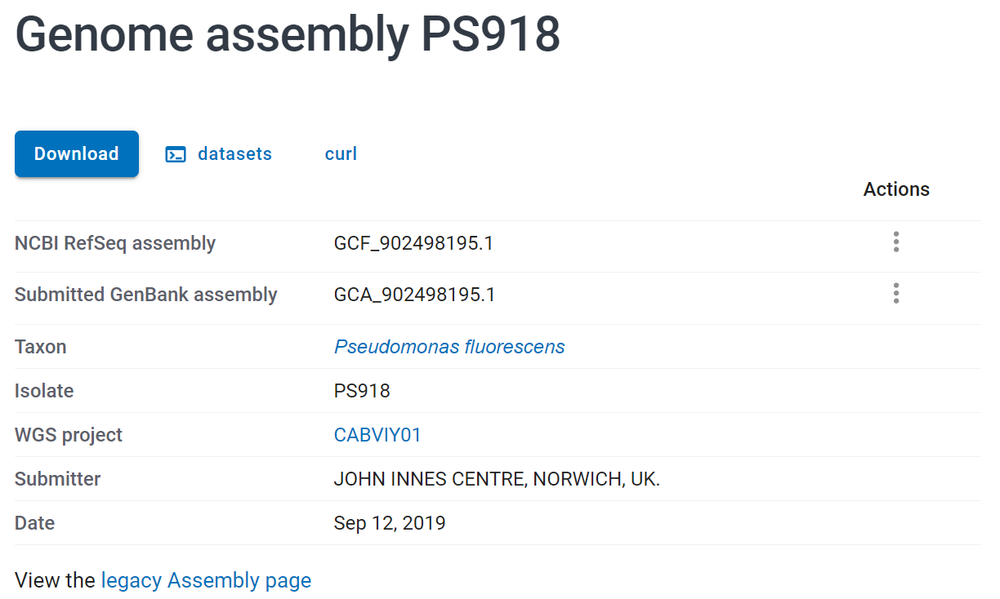 Genome assembly PS918
Download datasets curl
Actions
NCBI RefSeq assembly GCF_902498195.1
Submitted GenBank assembly GCA_902498195.1
Taxon Pseudomonas fluorescens
Isolate PS918
WGS project CABVIY01
Submitter JOHN INNES CENTRE, NORWICH, UK.
Date Sep 12, 2019
View the legacy Assembly page